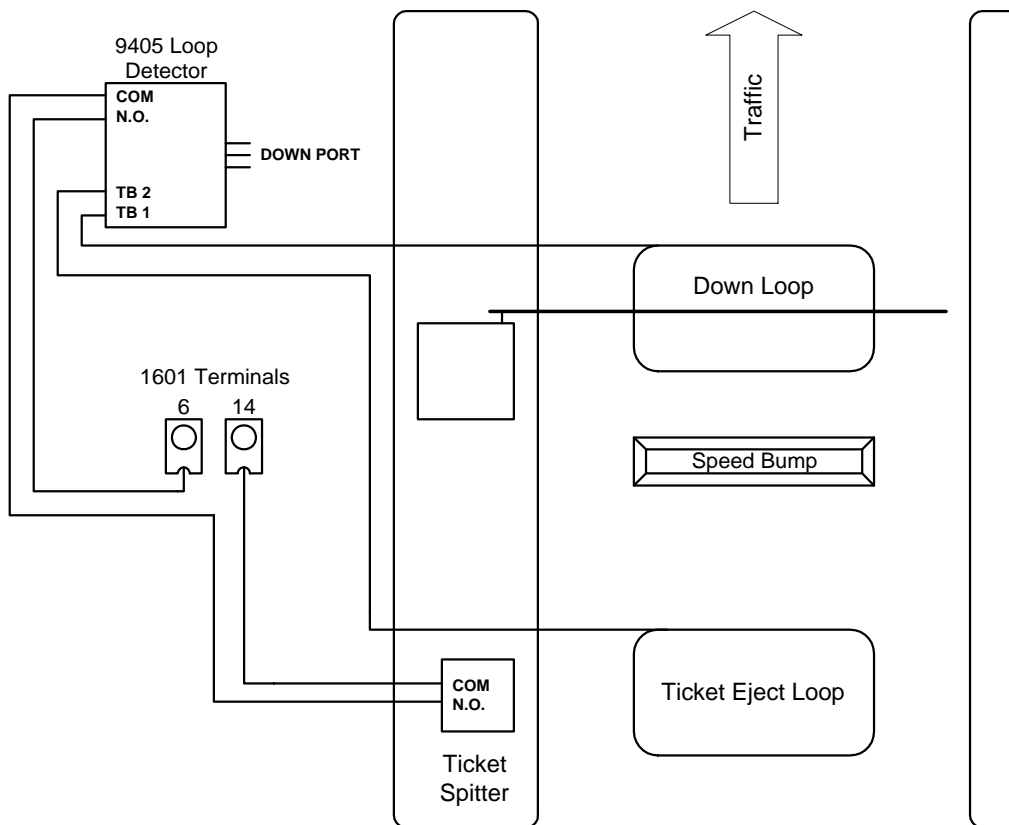 9405 Loop
Detector
COM
N.O.
DOWN PORT
TB 2
TB 1
Traffic
Down Loop
1601 Terminals
6 14
Speed Bump
COM
N.O.
Ticket Eject Loop
Ticket
Spitter